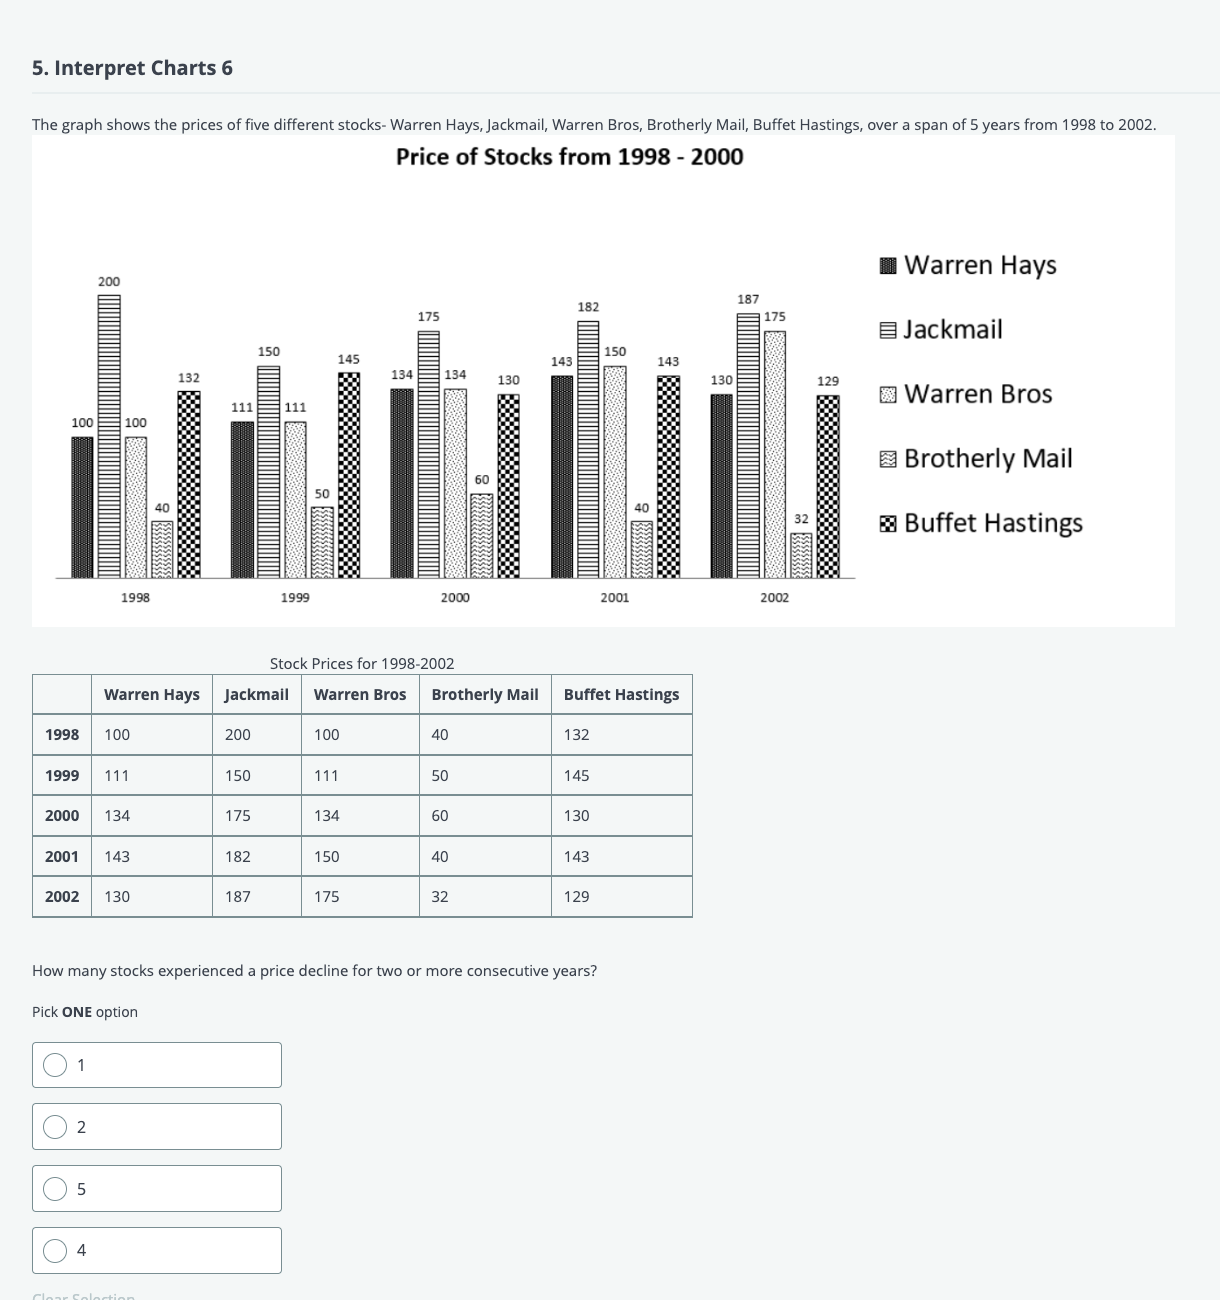 5. Interpret Charts 6
The graph shows the prices of five different stocks- Warren Hays, Jackmail, Warren Bros, Brotherly Mail, Buffet Hastings, over a span of 5 years from 1998 to 2002.
Price of Stocks from 1998 - 2000
100 200 100 40 132
111 150 111 50 145
134 175 134 60 130
143 182 150 40 143
130 187 175 32 129
1998 1999 2000 2001 2002
Warren Hays
Jackmail
Warren Bros
Brotherly Mail
Buffet Hastings
Stock Prices for 1998-2002
Warren Hays Jackmail Warren Bros Brotherly Mail Buffet Hastings
1998 100 200 100 40 132
1999 111 150 111 50 145
2000 134 175 134 60 130
2001 143 182 150 40 143
2002 130 187 175 32 129
How many stocks experienced a price decline for two or more consecutive years?
Pick ONE option
1
2
5
4
Clear Selection